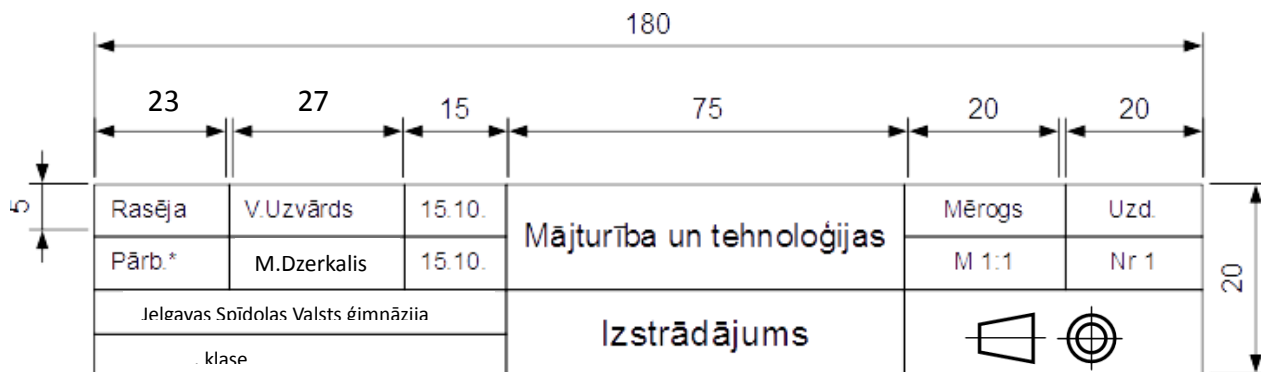 180
23 27 15 75 20 20
5
Rasēja V.Uzvārds 15.10. Mājturība un tehnoloģijas Mērogs Uzd.
Pārb.* M.Dzerkalis 15.10. M 1:1 Nr 1
20
Jelgavas Spīdolas Valsts ģimnāzija
Izstrādājums
. klase